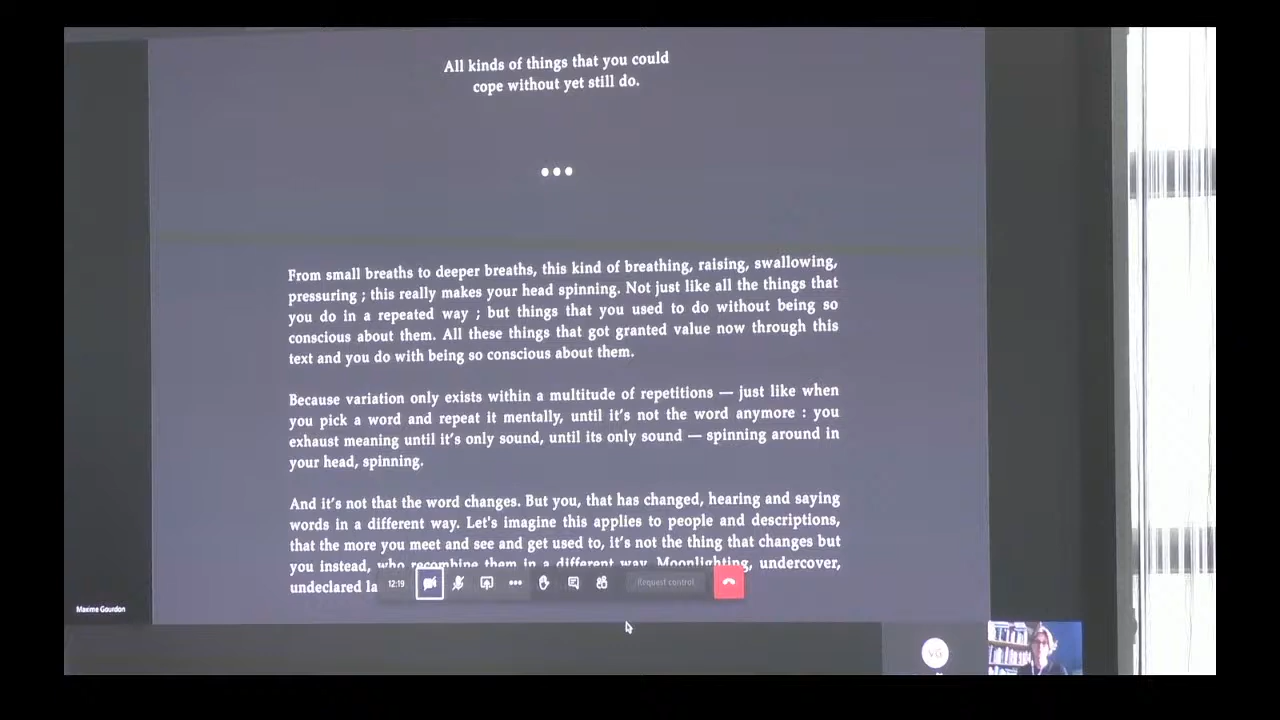 All kinds of things that you could
cope without yet still do.
From small breaths to deeper breaths, this kind of breathing, raising, swallowing,
pressuring ; this really makes your head spinning. Not just like all the things that
you do in a repeated way ; but things that you used to do without being so
conscious about them. All these things that got granted value now through this
text and you do with being so conscious about them.
Because variation only exists within a multitude of repetitions — just like when
you pick a word and repeat it mentally, until it's not the word anymore : you
exhaust meaning until it's only sound, until its only sound — spinning around in
your head, spinning.
And it's not that the word changes. But you, that has changed, hearing and saying
words in a different way. Let's imagine this applies to people and descriptions,
that the more you meet and see and get used to, it's not the thing that changes but
you instead, who recombine them in a different way. Moonlighting, undercover,
undeclared la
12:19
Request control
Maxime Gourdon
VG